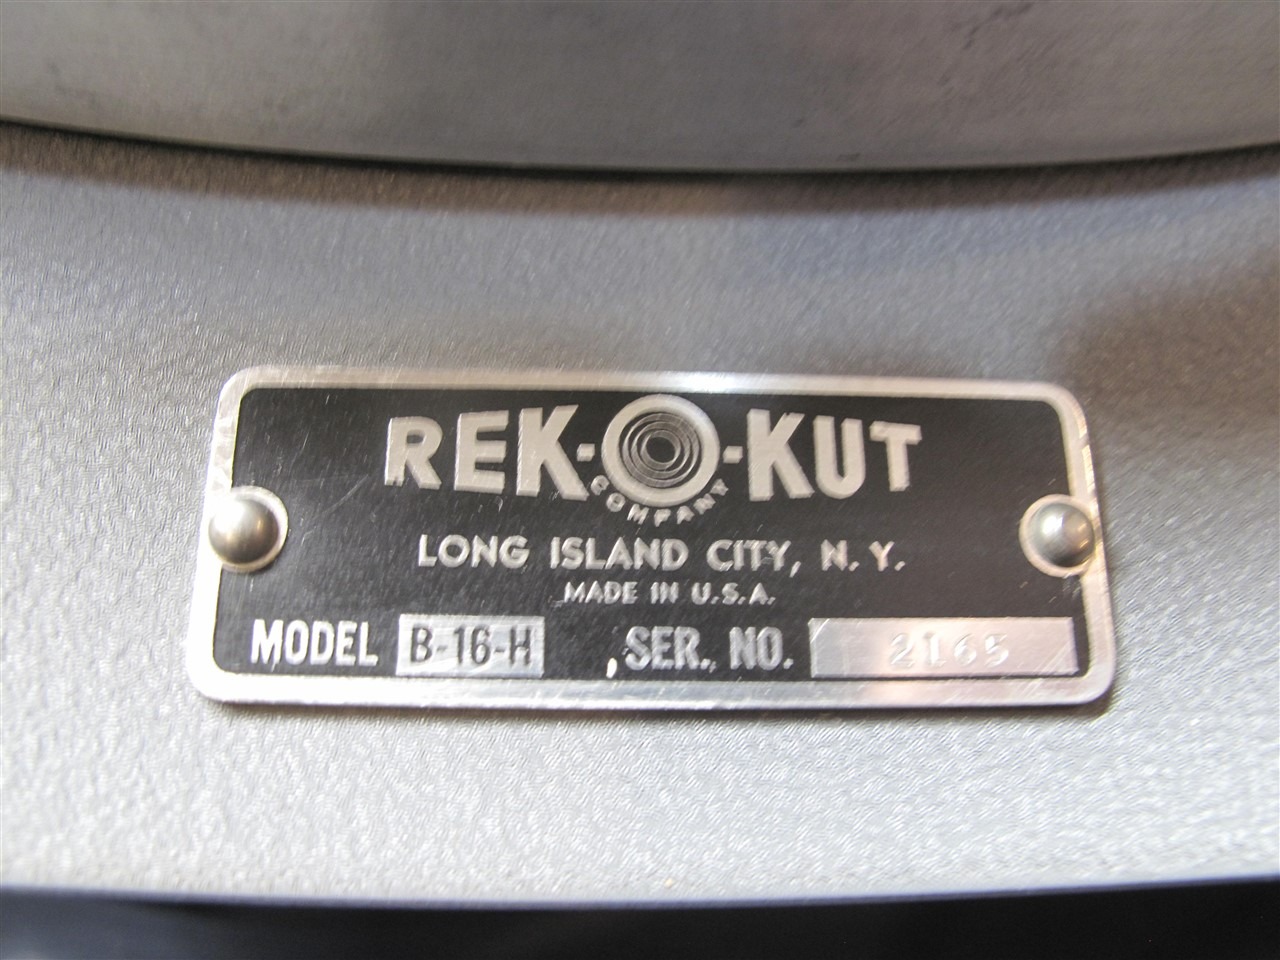 REK-O-KUT
COMPANY
LONG ISLAND CITY, N. Y.
MADE IN U.S.A.
MODEL B-16-H , SER. NO. 2165